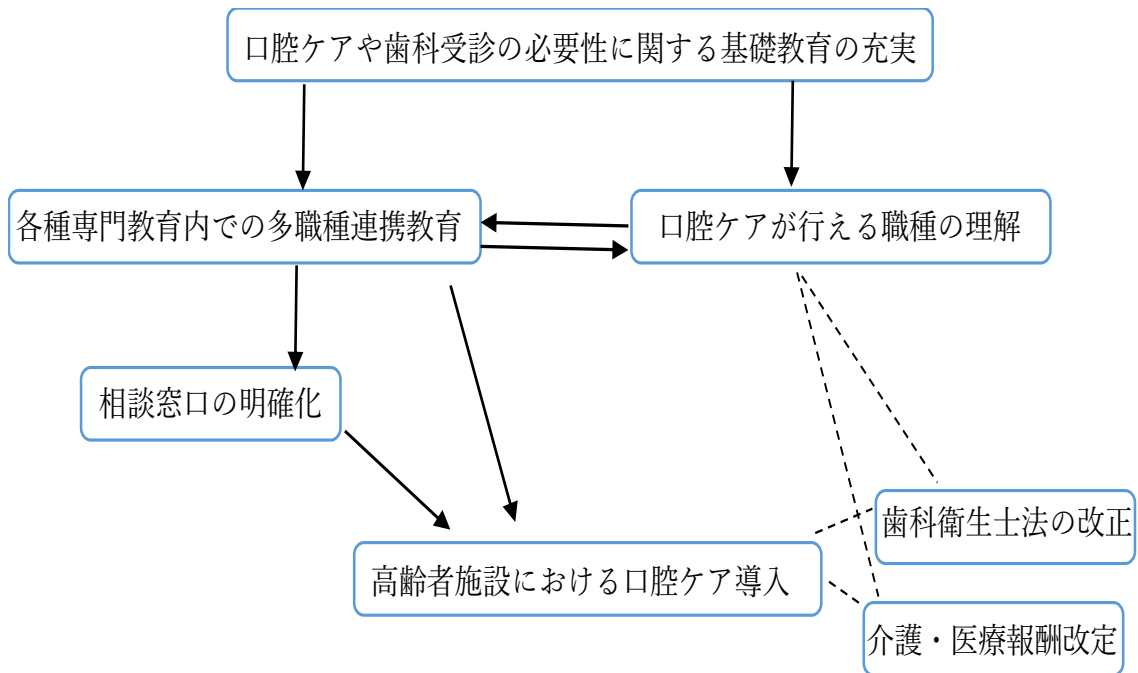 口腔ケアや歯科受診の必要性に関する基礎教育の充実
各種専門教育内での多職種連携教育
口腔ケアが行える職種の理解
相談窓口の明確化
歯科衛生士法の改正
高齢者施設における口腔ケア導入
介護・医療報酬改定